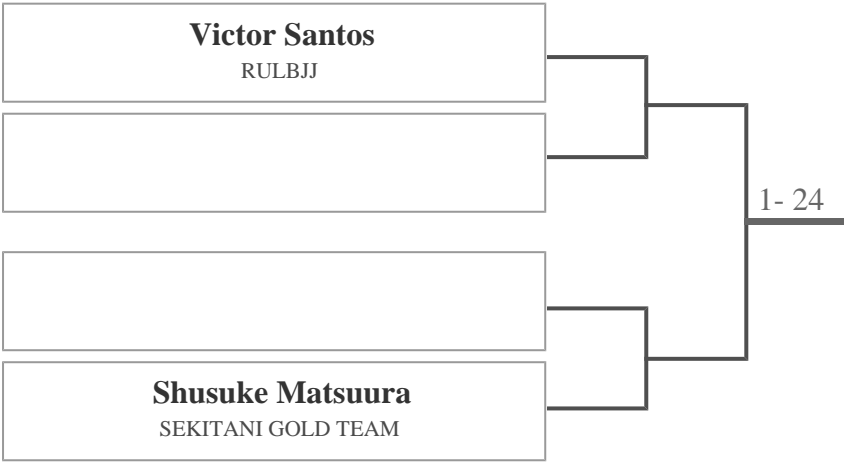 Victor Santos
RULBJJ
1- 24
Shusuke Matsuura
SEKITANI GOLD TEAM